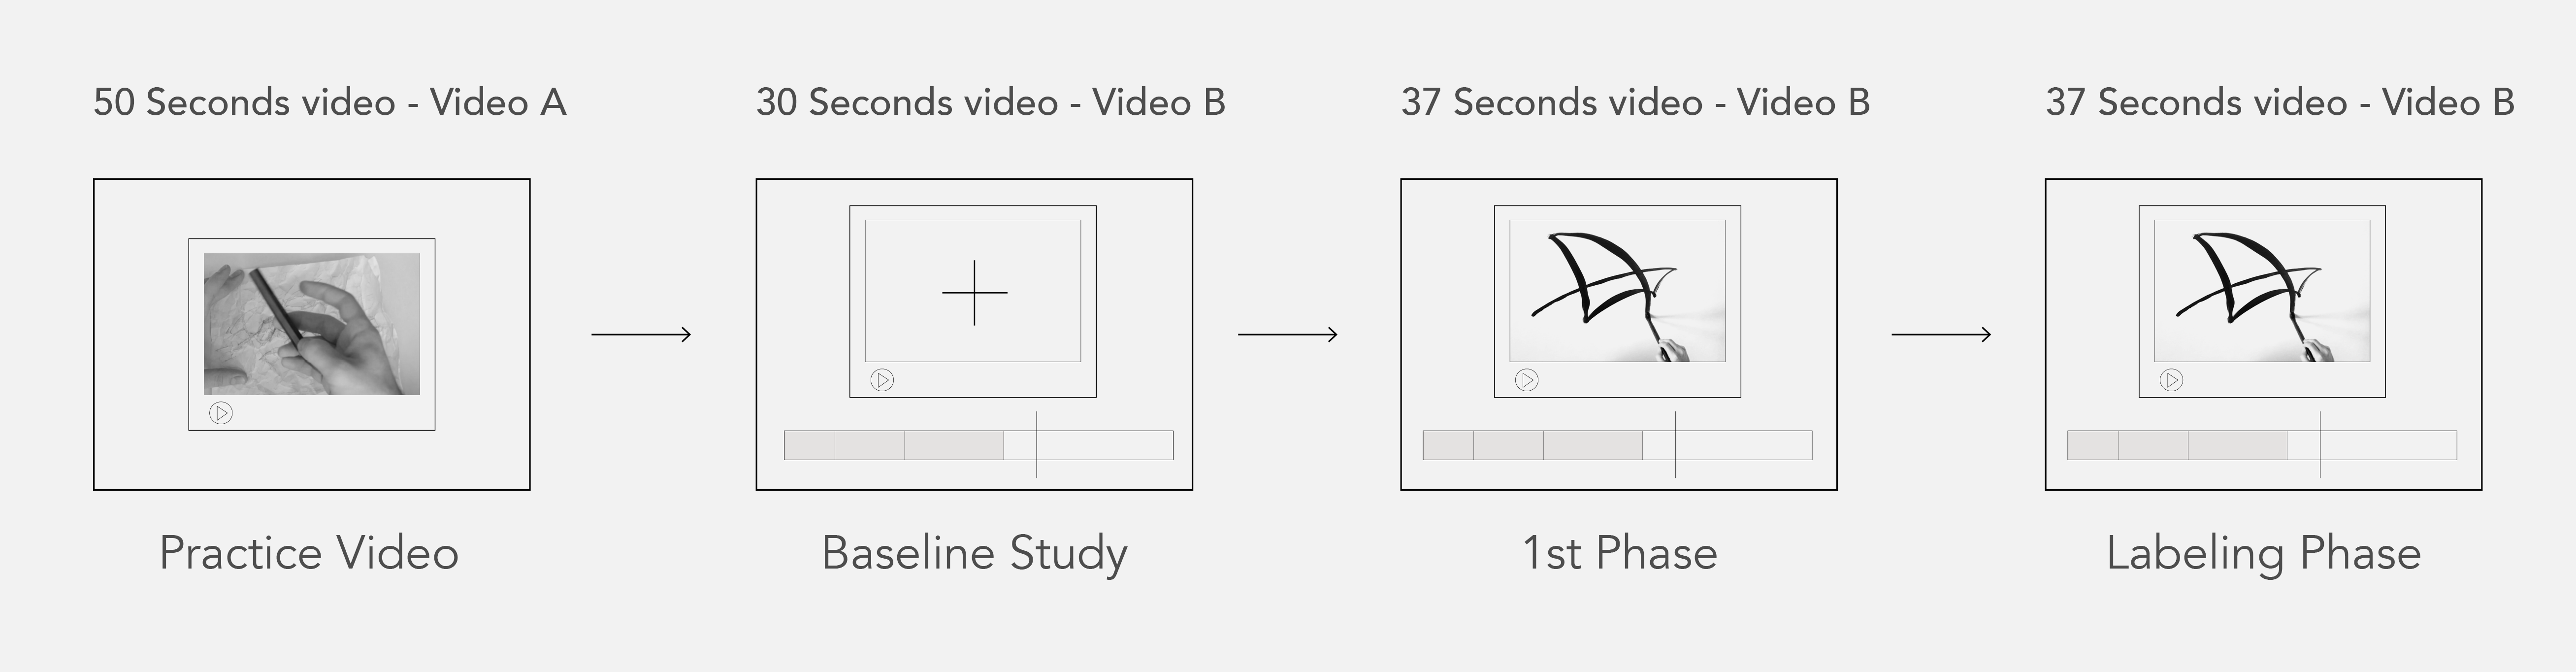 50 Seconds video - Video A
30 Seconds video - Video B
37 Seconds video - Video B
37 Seconds video - Video B
Practice Video
Baseline Study
1st Phase
Labeling Phase